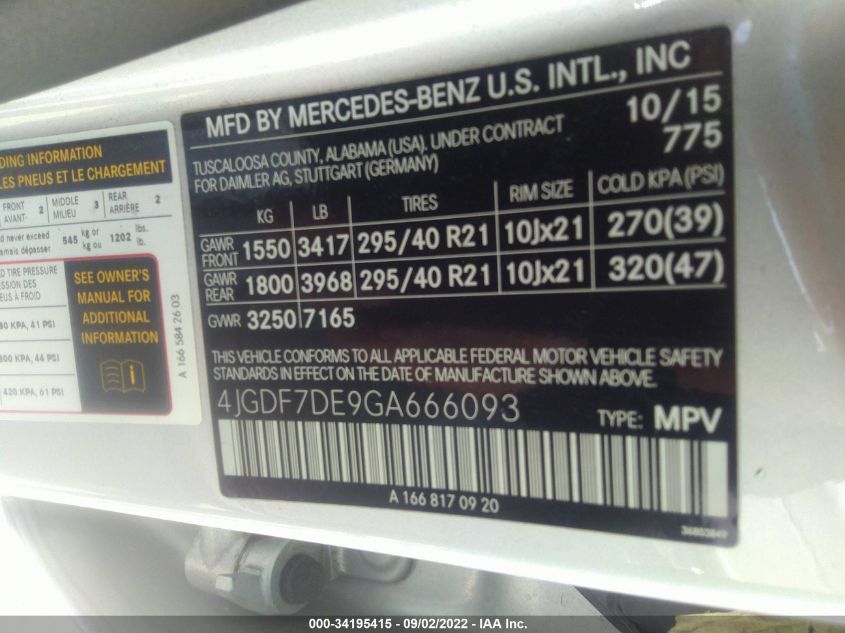 MFD BY MERCEDES-BENZ U.S. INTL., INC
10/15
TUSCALOOSA COUNTY, ALABAMA (USA). UNDER CONTRACT
775
FOR DAIMLER AG, STUTTGART (GERMANY)
KG LB TIRES RIM SIZE COLD KPA (PSI)
GAWR FRONT 1550 3417 295/40 R21 10Jx21 270(39)
GAWR REAR 1800 3968 295/40 R21 10Jx21 320(47)
GVWR 3250 7165
THIS VEHICLE CONFORMS TO ALL APPLICABLE FEDERAL MOTOR VEHICLE SAFETY
STANDARDS IN EFFECT ON THE DATE OF MANUFACTURE SHOWN ABOVE.
4JGDF7DE9GA666093 TYPE: MPV
A 166 817 09 20
DING INFORMATION
LES PNEUS ET LE CHARGEMENT
FRONT AVANT- 2 MIDDLE MILIEU 3 REAR ARRIÈRE 2
d never exceed
amais dépasser 545 kg or kg ou 1202 lbs. lb.
D TIRE PRESSURE
ESSION DES
EUS À FROID
80 KPA, 41 PSI
300 KPA, 44 PSI
420 KPA, 61 PSI
SEE OWNER'S
MANUAL FOR
ADDITIONAL
INFORMATION
A 166 584 26 03
000-34195415 - 09/02/2022 - IAA Inc.